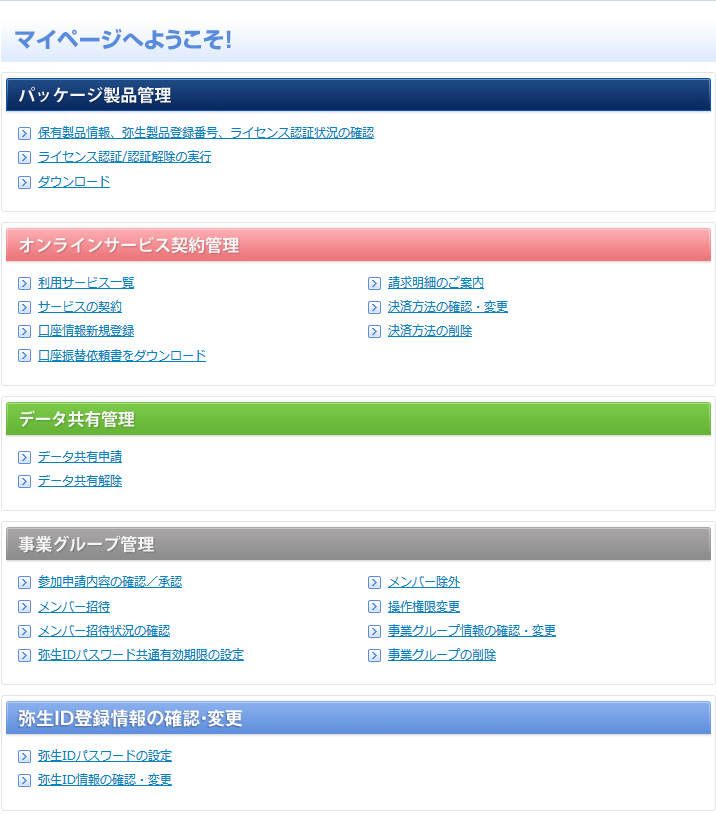 マイページへようこそ!
パッケージ製品管理
保有製品情報、弥生製品登録番号、ライセンス認証状況の確認
ライセンス認証/認証解除の実行
ダウンロード
オンラインサービス契約管理
利用サービス一覧
サービスの契約
口座情報新規登録
口座振替依頼書をダウンロード
請求明細のご案内
決済方法の確認・変更
決済方法の削除
データ共有管理
データ共有申請
データ共有解除
事業グループ管理
参加申請内容の確認／承認
メンバー招待
メンバー招待状況の確認
弥生IDパスワード共通有効期限の設定
メンバー除外
操作権限変更
事業グループ情報の確認・変更
事業グループの削除
弥生ID登録情報の確認･変更
弥生IDパスワードの設定
弥生ID情報の確認・変更